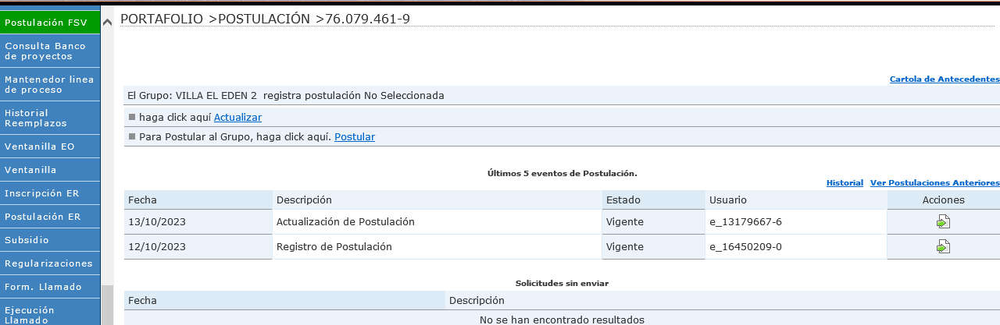 Postulación FSV
Consulta Banco
de proyectos
Mantenedor linea
de proceso
Historial
Reemplazos
Ventanilla EO
Ventanilla
Inscripción ER
Postulación ER
Subsidio
Regularizaciones
Form. Llamado
Ejecución
Llamado
PORTAFOLIO >POSTULACIÓN >76.079.461-9
Cartola de Antecedentes
El Grupo: VILLA EL EDEN 2 registra postulación No Seleccionada
haga click aquí Actualizar
Para Postular al Grupo, haga click aquí. Postular
Últimos 5 eventos de Postulación.
Historial Ver Postulaciones Anteriores
Fecha Descripción Estado Usuario Acciones
13/10/2023 Actualización de Postulación Vigente e_13179667-6
12/10/2023 Registro de Postulación Vigente e_16450209-0
Solicitudes sin enviar
Fecha Descripción
No se han encontrado resultados